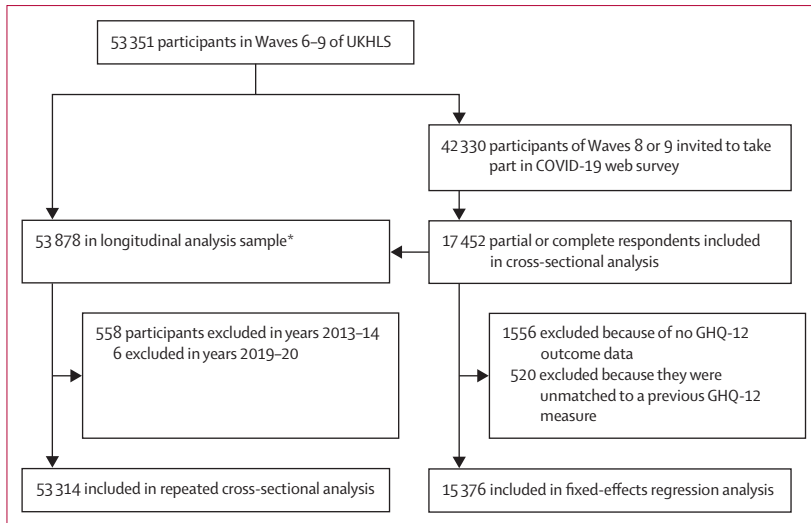 53 351 participants in Waves 6–9 of UKHLS
42 330 participants of Waves 8 or 9 invited to take
part in COVID-19 web survey
53 878 in longitudinal analysis sample*
17 452 partial or complete respondents included
in cross-sectional analysis
558 participants excluded in years 2013–14
6 excluded in years 2019–20
1556 excluded because of no GHQ-12
outcome data
520 excluded because they were
unmatched to a previous GHQ-12
measure
53 314 included in repeated cross-sectional analysis
15 376 included in fixed-effects regression analysis